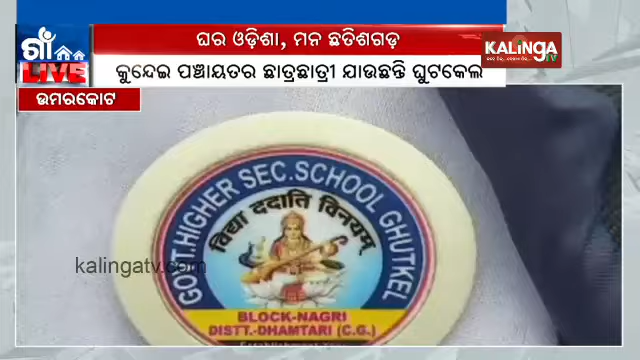 ଗାଁ
LIVE
ଘର ଓଡ଼ିଶା, ମନ ଛତିଶଗଡ଼
କୁନ୍ଦେଇ ପଞ୍ଚାୟତର ଛାତ୍ରଛାତ୍ରୀ ଯାଉଛନ୍ତି ଘୁଟକେଲ
KALINGA
TV
ଉମରକୋଟ
GOVT. HIGHER SEC. SCHOOL GHUTKEL
विद्या ददाति विनयम्
kalingatv.com
BLOCK-NAGRI
DISTT.-DHAMTARI (C.G.)